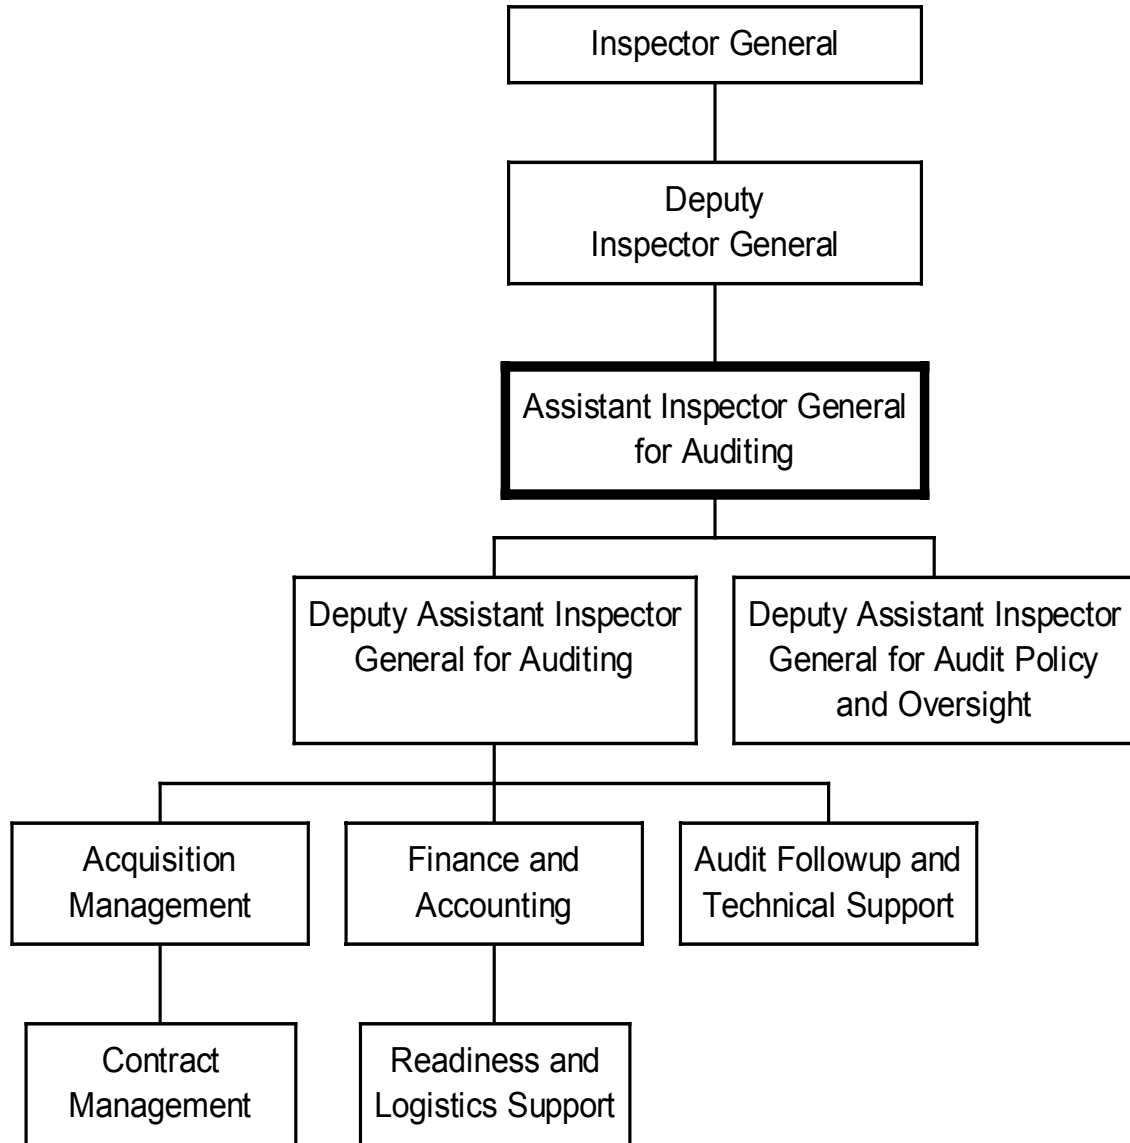 Inspector General
Deputy
Inspector General
Assistant Inspector General
for Auditing
Deputy Assistant Inspector
General for Auditing
Deputy Assistant Inspector
General for Audit Policy
and Oversight
Acquisition
Management
Finance and
Accounting
Audit Followup and
Technical Support
Contract
Management
Readiness and
Logistics Support